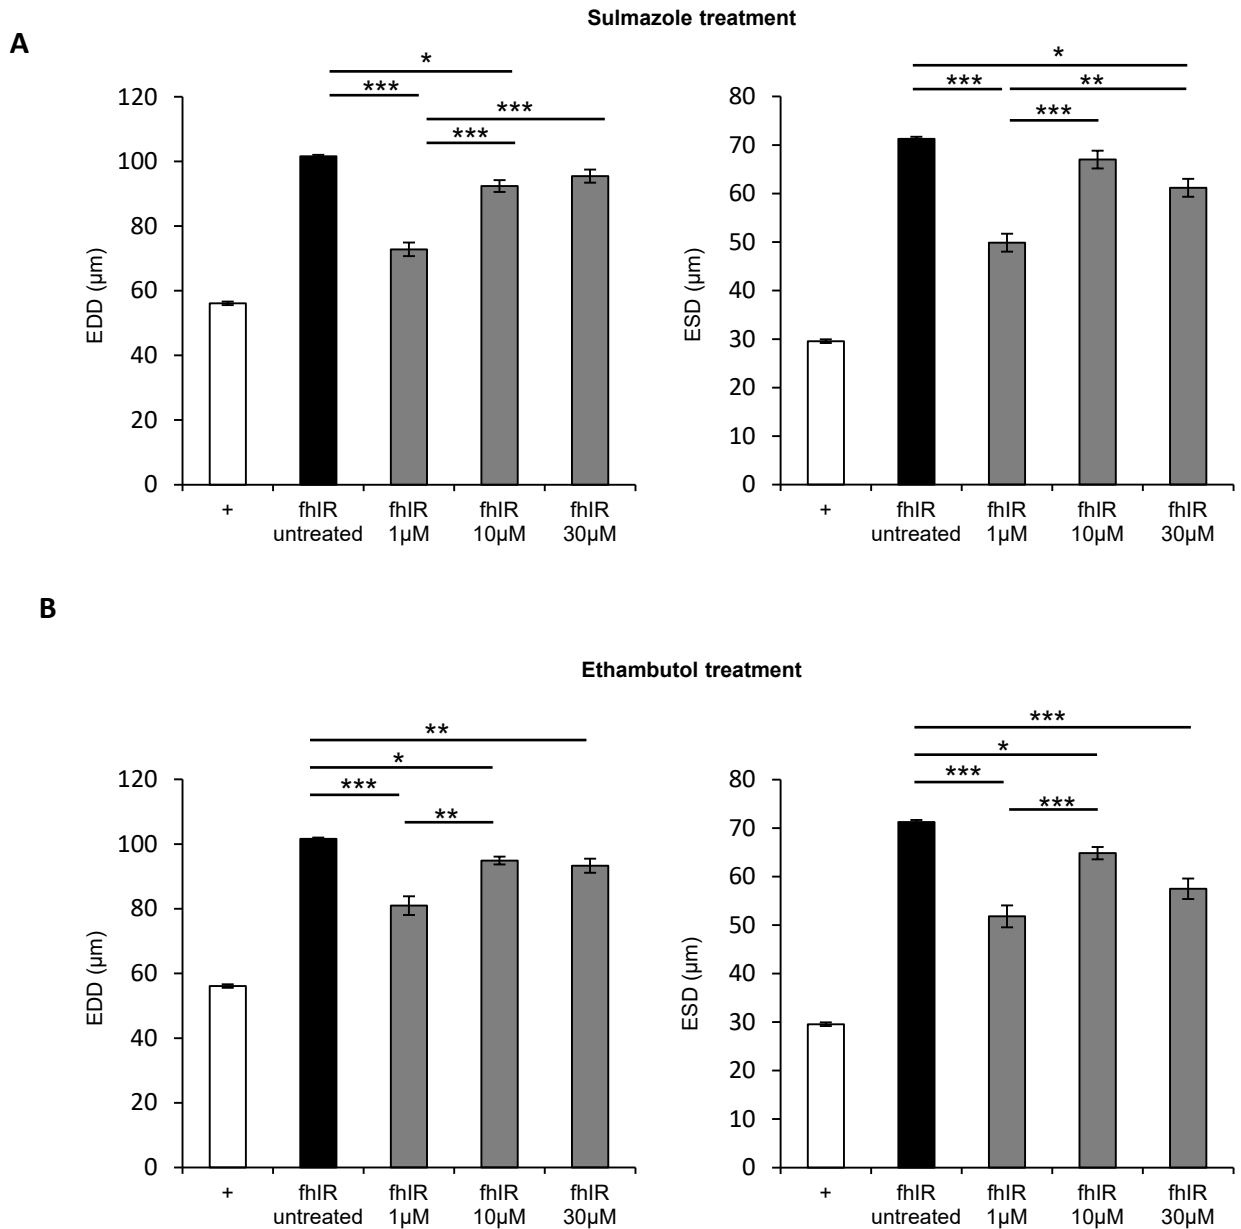 Sulmazole treatment
A
*
***
***
***
120
100
80
60
40
20
0
EDD (µm)
+
fhIR untreated
fhIR 1µM
fhIR 10µM
fhIR 30µM
*
***
**
***
80
70
60
50
40
30
20
10
0
ESD (µm)
+
fhIR untreated
fhIR 1µM
fhIR 10µM
fhIR 30µM
B
Ethambutol treatment
**
*
***
**
120
100
80
60
40
20
0
EDD (µm)
+
fhIR untreated
fhIR 1µM
fhIR 10µM
fhIR 30µM
***
*
***
***
80
70
60
50
40
30
20
10
0
ESD (µm)
+
fhIR untreated
fhIR 1µM
fhIR 10µM
fhIR 30µM